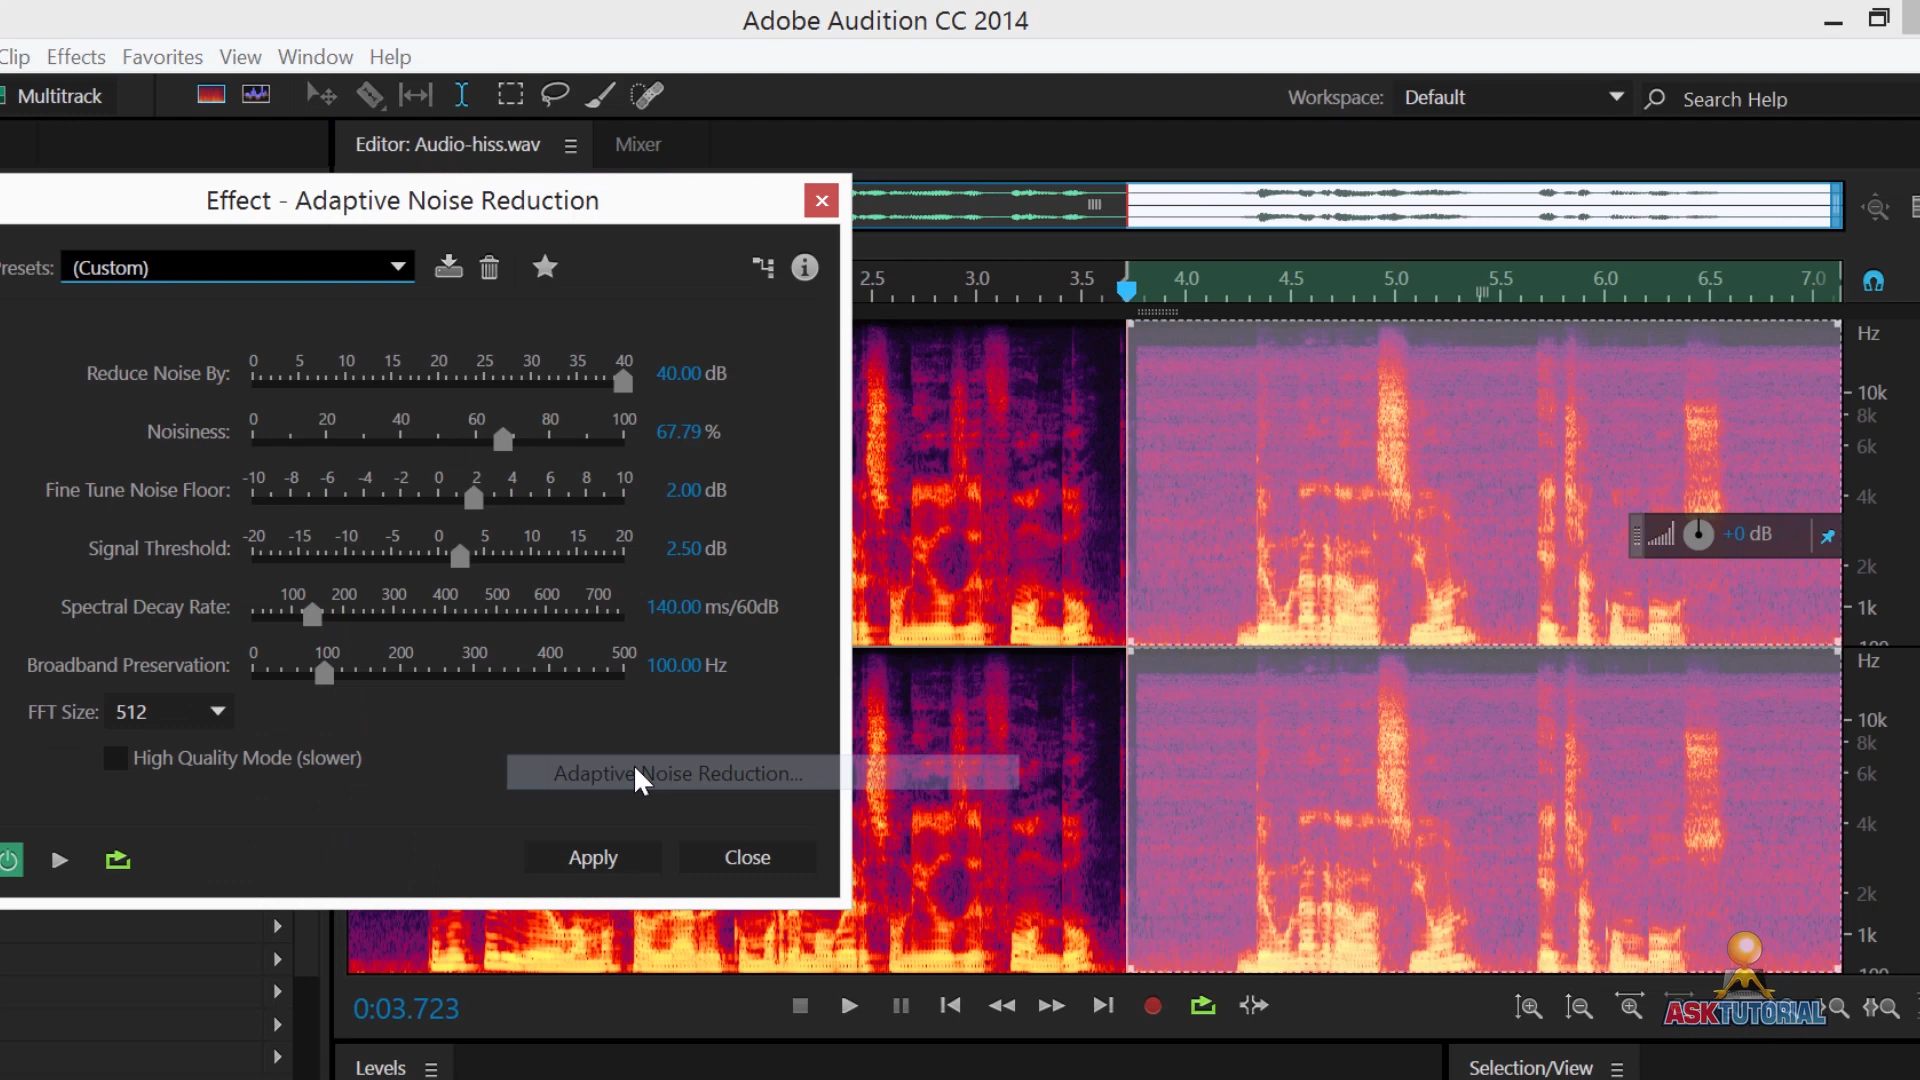 Adobe Audition CC 2014
Clip Effects Favorites View Window Help
Multitrack
Workspace: Default
Search Help
Editor: Audio-hiss.wav
Mixer
Effect - Adaptive Noise Reduction
resets: (Custom)
2.5 3.0 3.5 4.0 4.5 5.0 5.5 6.0 6.5 7.0
0 5 10 15 20 25 30 35 40
Reduce Noise By: 40.00 dB
0 20 40 60 80 100
Noisiness: 67.79 %
-10 -8 -6 -4 -2 0 2 4 6 8 10
Fine Tune Noise Floor: 2.00 dB
-20 -15 -10 -5 0 5 10 15 20
Signal Threshold: 2.50 dB
100 200 300 400 500 600 700
Spectral Decay Rate: 140.00 ms/60dB
0 100 200 300 400 500
Broadband Preservation: 100.00 Hz
FFT Size: 512
High Quality Mode (slower)
Adaptive Noise Reduction...
Apply
Close
Hz
10k
8k
6k
4k
+0 dB
2k
1k
Hz
10k
8k
6k
4k
2k
1k
0:03.723
ASKTUTORIAL
Levels
Selection/View